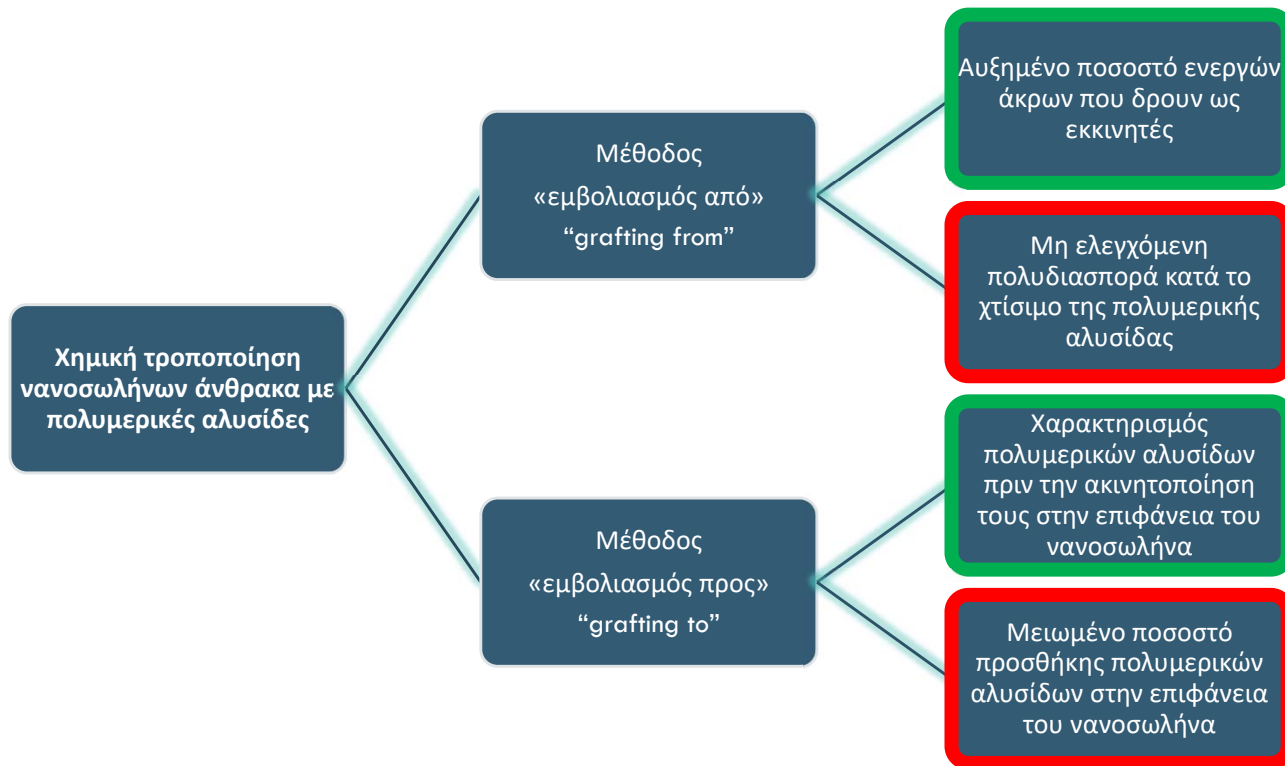 Χημική τροποποίηση
νανοσωλήνων άνθρακα με
πολυμερικές αλυσίδες
Μέθοδος
«εμβολιασμός από»
“grafting from”
Αυξημένο ποσοστό ενεργών
άκρων που δρουν ως
εκκινητές
Μη ελεγχόμενη
πολυδιασπορά κατά το
χτίσιμο της πολυμερικής
αλυσίδας
Μέθοδος
«εμβολιασμός προς»
“grafting to”
Χαρακτηρισμός
πολυμερικών αλυσίδων
πριν την ακινητοποίηση
τους στην επιφάνεια του
νανοσωλήνα
Μειωμένο ποσοστό
προσθήκης πολυμερικών
αλυσίδων στην επιφάνεια
του νανοσωλήνα